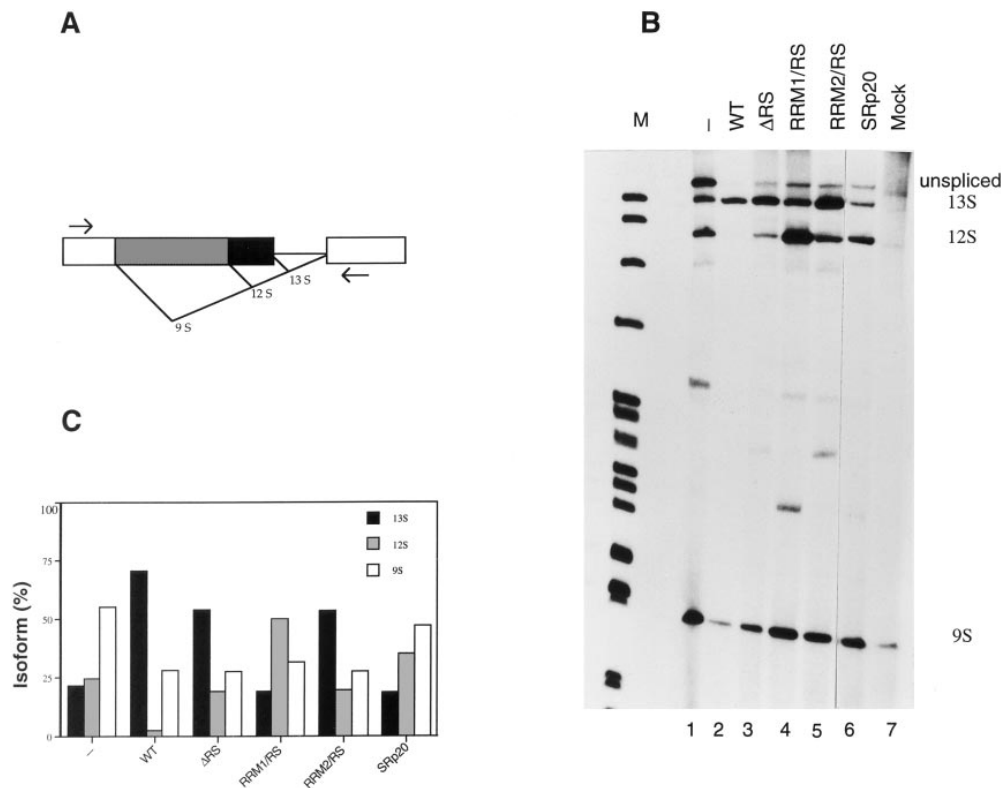 A
9 S
12 S
13 S
B
M
–
WT
ΔRS
RRM1/RS
RRM2/RS
SRp20
Mock
unspliced
13S
12S
9S
1 2 3 4 5 6 7
C
Isoform (%)
100
75
50
25
0
13S
12S
9S
–
WT
ΔRS
RRM1/RS
RRM2/RS
SRp20